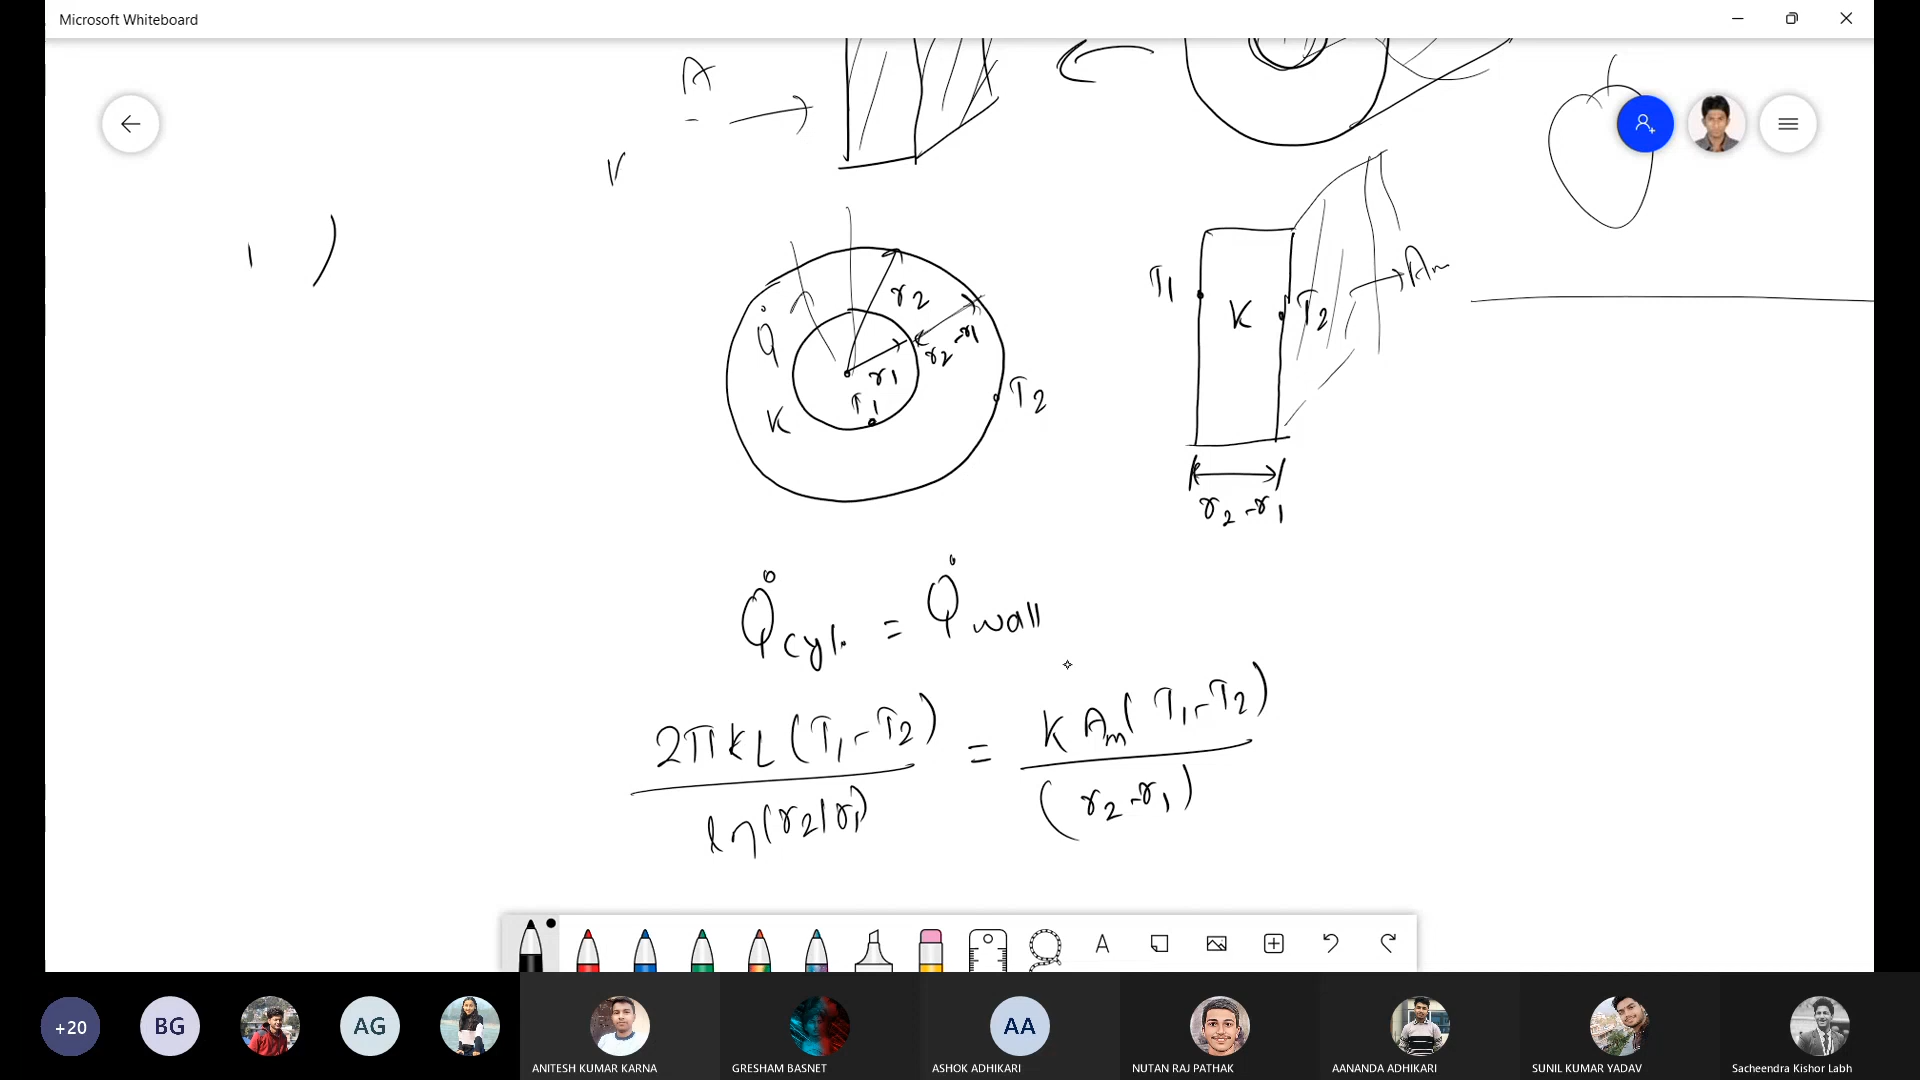 Microsoft Whiteboard
A
T1
K
T2
Am
Q̇
r2
r2-r1
r1
T1
K
T2
r2-r1
Q̇cyl. = Q̇wall
2πKL(T1-T2) / ln(r2/r1) = KAm(T1-T2) / (r2-r1)
A
+20
BG
AG
AA
ANITESH KUMAR KARNA
GRESHAM BASNET
ASHOK ADHIKARI
NUTAN RAJ PATHAK
AANANDA ADHIKARI
SUNIL KUMAR YADAV
Sacheendra Kishor Labh